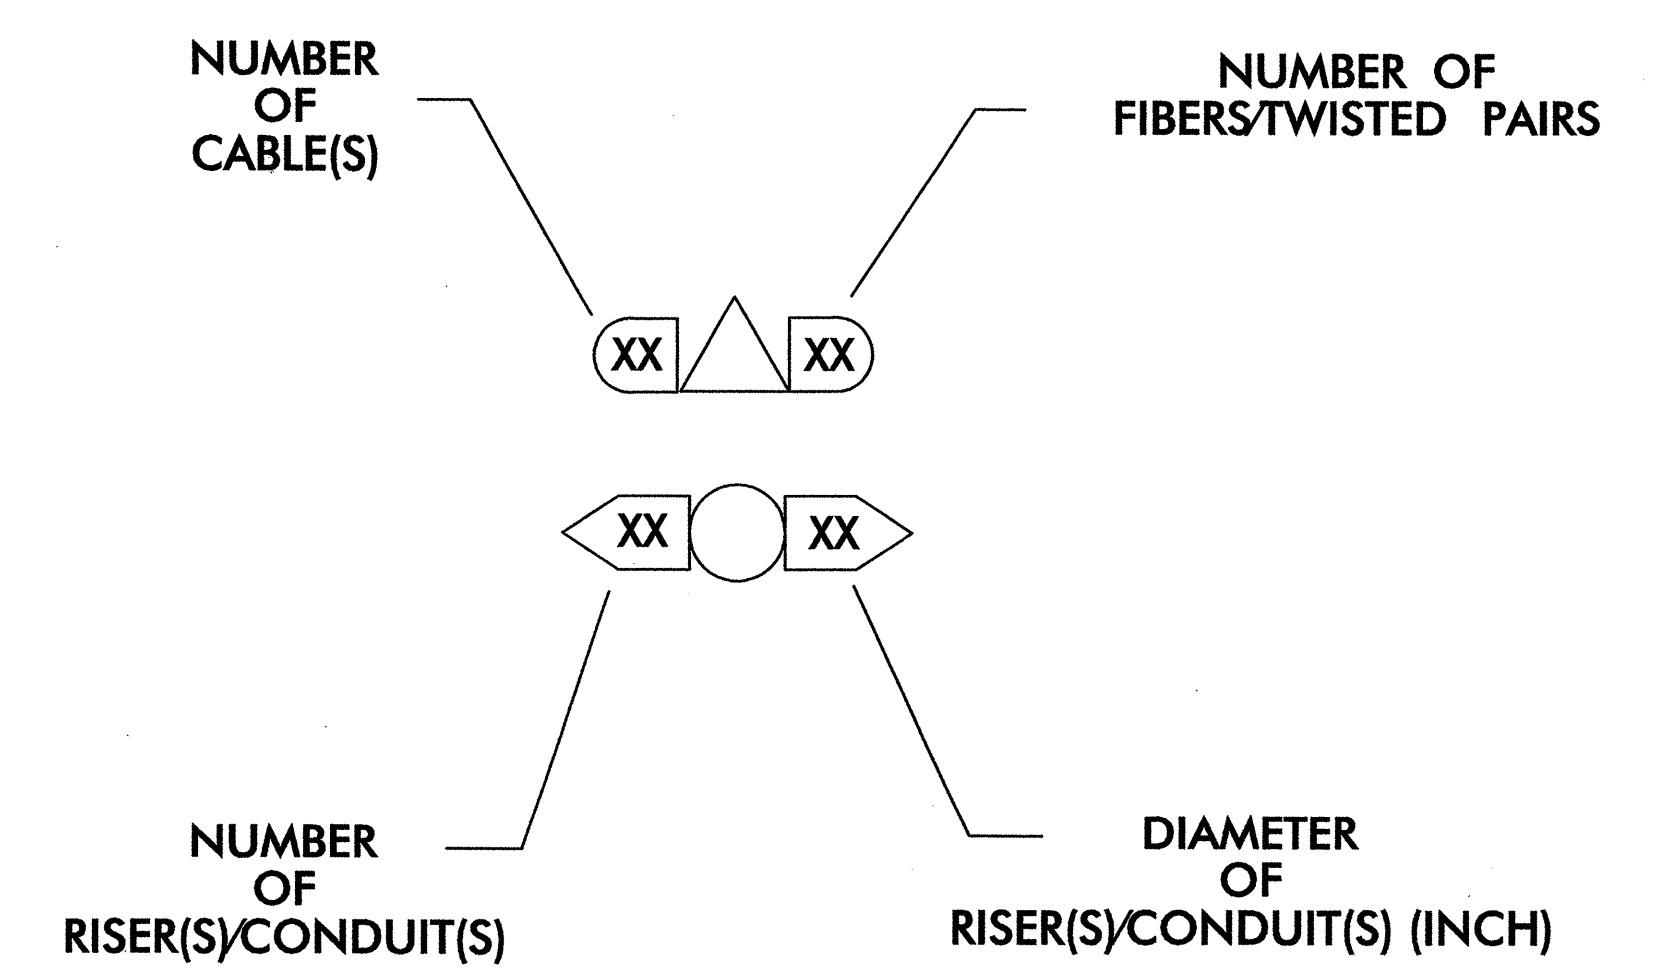 NUMBER
OF
CABLE(S)
NUMBER OF
FIBERS/TWISTED PAIRS
XX
XX
XX
XX
NUMBER
OF
RISER(S)/CONDUIT(S)
DIAMETER
OF
RISER(S)/CONDUIT(S) (INCH)